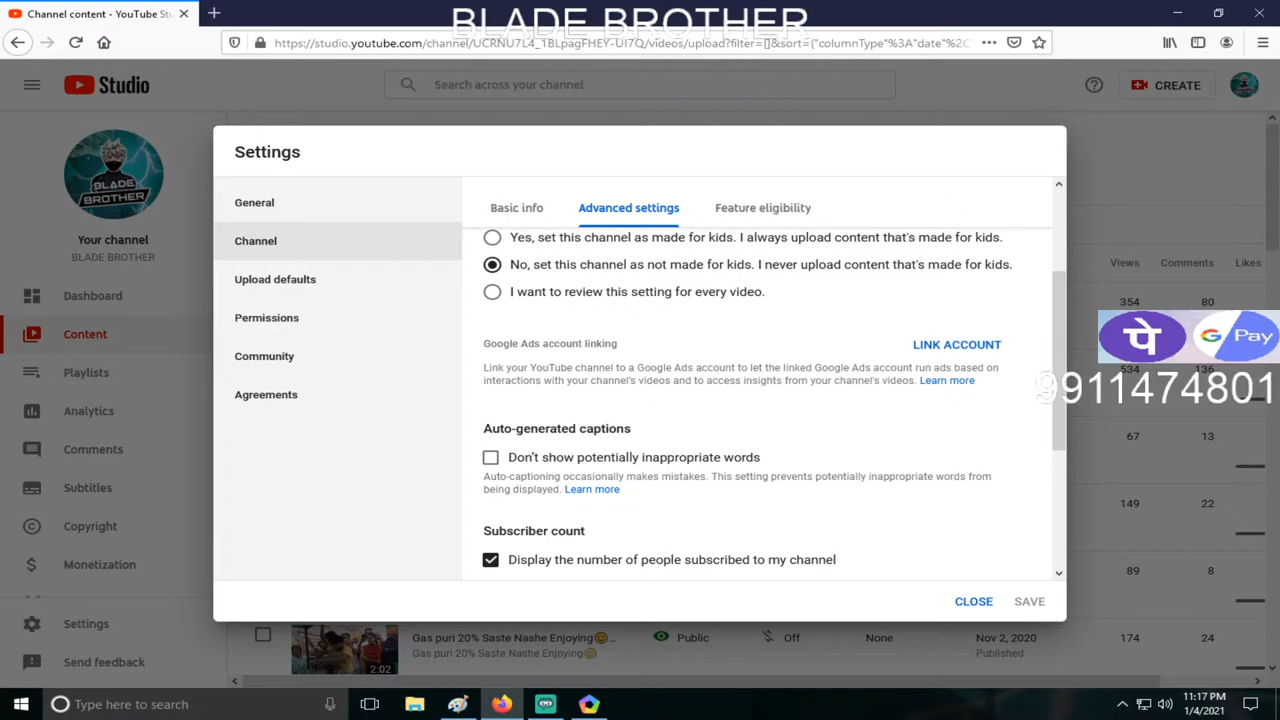 Channel content - YouTube Stu
BLADE BROTHER
https://studio.youtube.com/channel/UCRNU7L4_1BLpagFHEY-UI7Q/videos/upload?filter=[]&sort={"columnType"%3A"date"%2C
Studio
Search across your channel
CREATE
BLADE
BROTHER
Your channel
BLADE BROTHER
Dashboard
Content
Playlists
Analytics
Comments
Subtitles
Copyright
Monetization
Settings
Send feedback
Settings
General
Channel
Upload defaults
Permissions
Community
Agreements
Basic info
Advanced settings
Feature eligibility
Yes, set this channel as made for kids. I always upload content that's made for kids.
No, set this channel as not made for kids. I never upload content that's made for kids.
I want to review this setting for every video.
Google Ads account linking
LINK ACCOUNT
Link your YouTube channel to a Google Ads account to let the linked Google Ads account run ads based on
interactions with your channel's videos and to access insights from your channel's videos. Learn more
Auto-generated captions
Don't show potentially inappropriate words
Auto-captioning occasionally makes mistakes. This setting prevents potentially inappropriate words from
being displayed. Learn more
Subscriber count
Display the number of people subscribed to my channel
CLOSE
SAVE
Views
Comments
Likes
354
80
पे
G Pay
534
136
9911474801
67
13
149
22
89
8
2:02
Gas puri 20% Saste Nashe Enjoying😄...
Gas puri 20% Saste Nashe Enjoying😄
Public
Off
None
Nov 2, 2020
Published
174
24
Type here to search
11:17 PM
1/4/2021